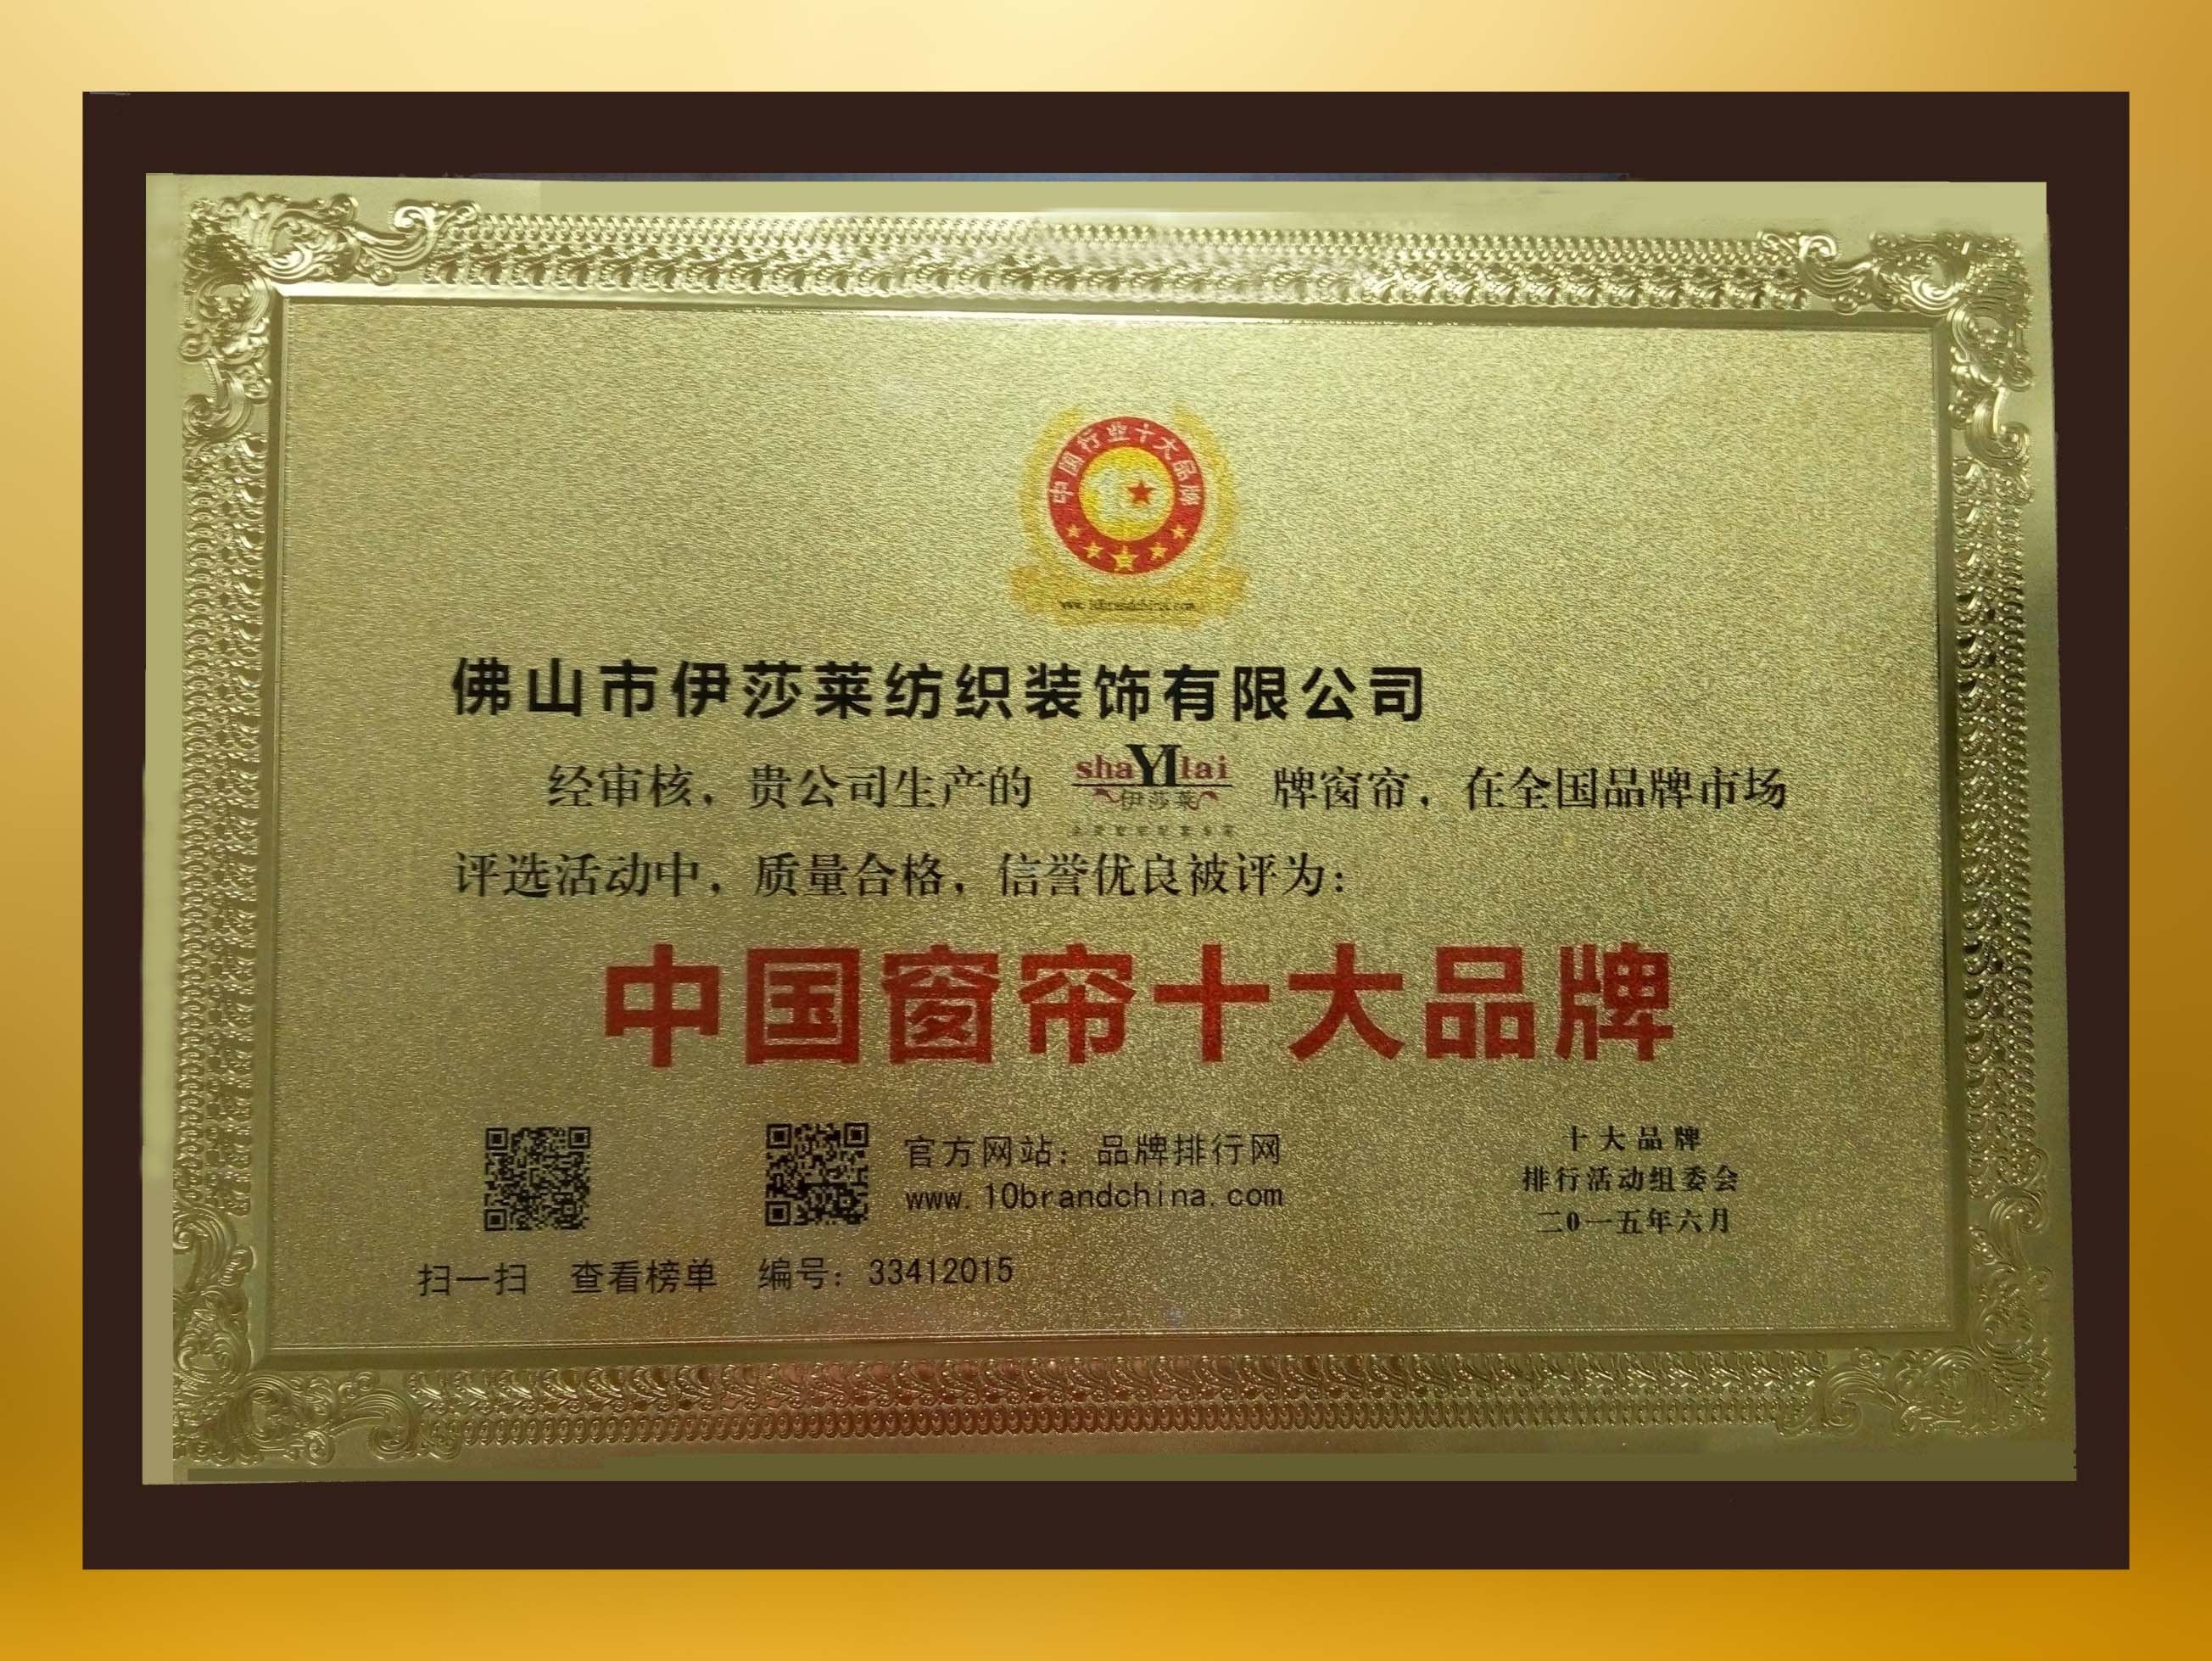 中国行业十大品牌
www.10brandchina.com
佛山市伊莎莱纺织装饰有限公司
经审核，贵公司生产的 shaYIlai 伊莎莱 牌窗帘，在全国品牌市场
评选活动中，质量合格，信誉优良被评为：
中国窗帘十大品牌
官方网站：品牌排行网
www.10brandchina.com
扫一扫 查看榜单 编号：33412015
十大品牌
排行活动组委会
二0一五年六月